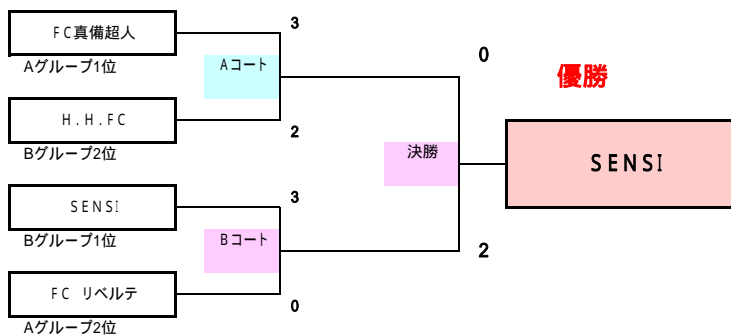 3
FC真備超人
0
Aコート
Aグループ1位
優勝
H.H.FC
2
Bグループ2位
決勝
SENSI
3
SENSI
Bグループ1位
Bコート
2
FC リベルテ
0
Aグループ2位